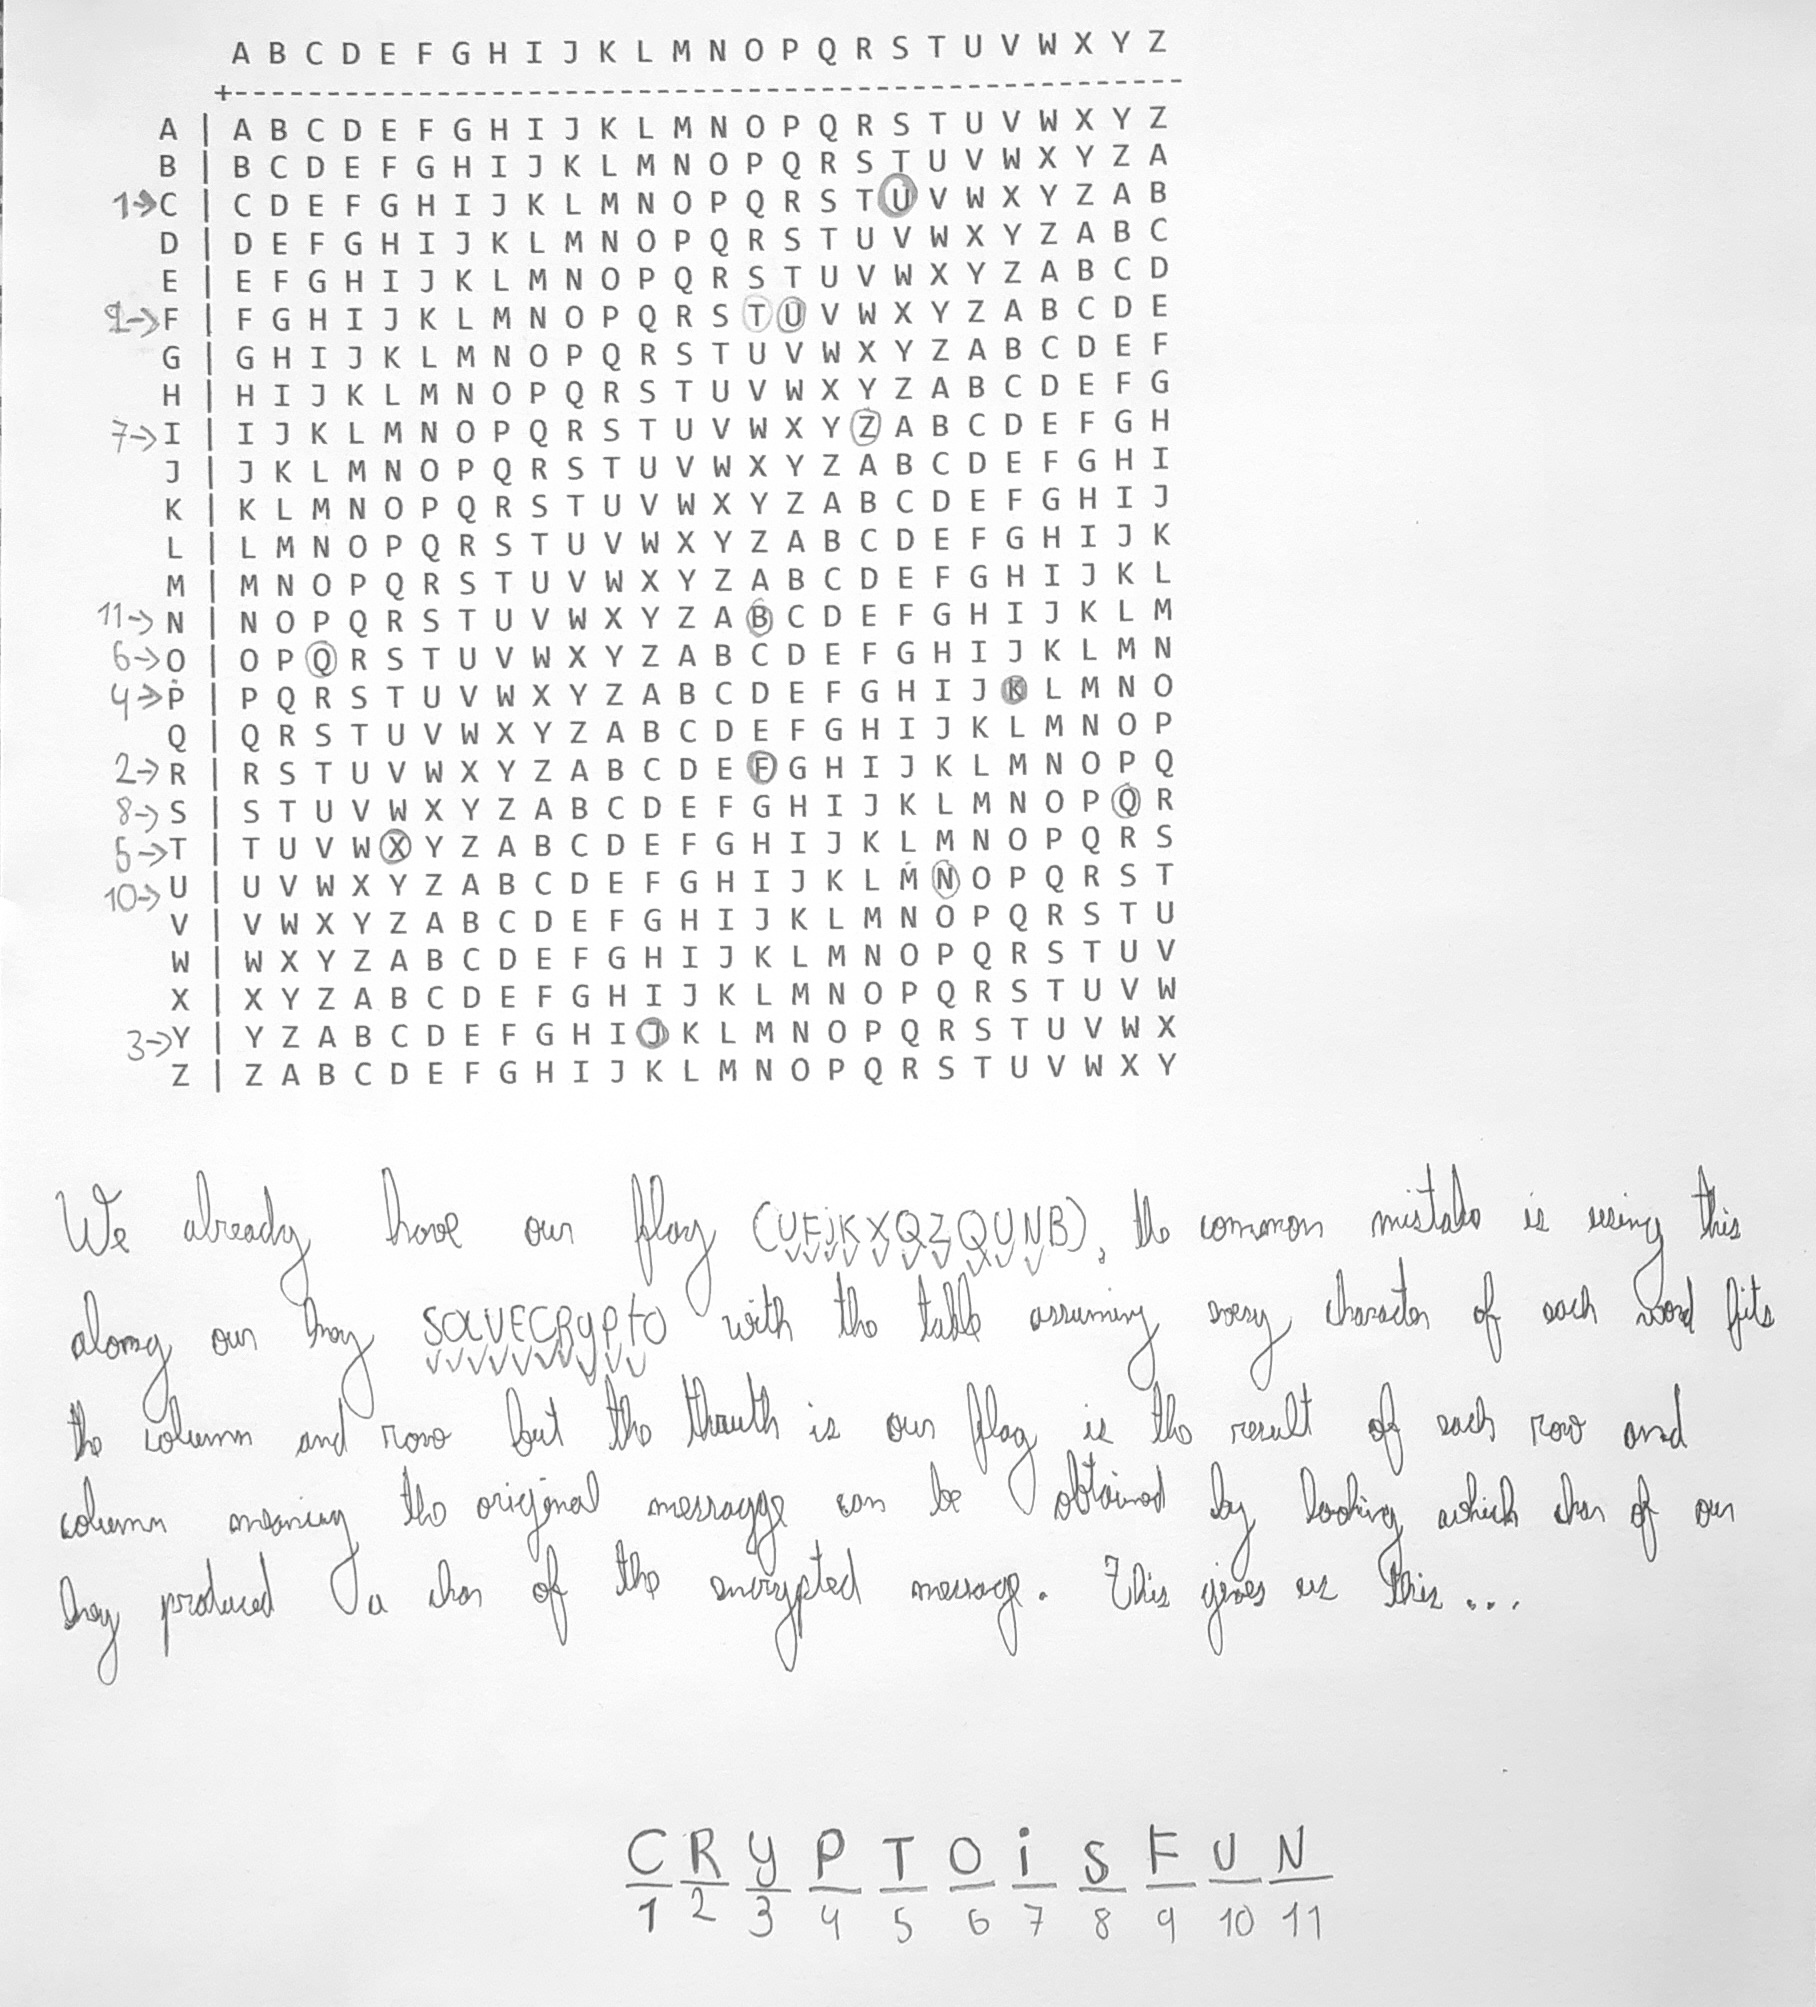 A B C D E F G H I J K L M N O P Q R S T U V W X Y Z
+----------------------------------------------------
A | A B C D E F G H I J K L M N O P Q R S T U V W X Y Z
B | B C D E F G H I J K L M N O P Q R S T U V W X Y Z A
1→ C | C D E F G H I J K L M N O P Q R S T U V W X Y Z A B
D | D E F G H I J K L M N O P Q R S T U V W X Y Z A B C
E | E F G H I J K L M N O P Q R S T U V W X Y Z A B C D
9→ F | F G H I J K L M N O P Q R S T U V W X Y Z A B C D E
G | G H I J K L M N O P Q R S T U V W X Y Z A B C D E F
H | H I J K L M N O P Q R S T U V W X Y Z A B C D E F G
7→ I | I J K L M N O P Q R S T U V W X Y Z A B C D E F G H
J | J K L M N O P Q R S T U V W X Y Z A B C D E F G H I
K | K L M N O P Q R S T U V W X Y Z A B C D E F G H I J
L | L M N O P Q R S T U V W X Y Z A B C D E F G H I J K
M | M N O P Q R S T U V W X Y Z A B C D E F G H I J K L
11→ N | N O P Q R S T U V W X Y Z A B C D E F G H I J K L M
6→ O | O P Q R S T U V W X Y Z A B C D E F G H I J K L M N
4→ P | P Q R S T U V W X Y Z A B C D E F G H I J K L M N O
Q | Q R S T U V W X Y Z A B C D E F G H I J K L M N O P
2→ R | R S T U V W X Y Z A B C D E F G H I J K L M N O P Q
8→ S | S T U V W X Y Z A B C D E F G H I J K L M N O P Q R
5→ T | T U V W X Y Z A B C D E F G H I J K L M N O P Q R S
10→ U | U V W X Y Z A B C D E F G H I J K L M N O P Q R S T
V | V W X Y Z A B C D E F G H I J K L M N O P Q R S T U
W | W X Y Z A B C D E F G H I J K L M N O P Q R S T U V
X | X Y Z A B C D E F G H I J K L M N O P Q R S T U V W
3→ Y | Y Z A B C D E F G H I J K L M N O P Q R S T U V W X
Z | Z A B C D E F G H I J K L M N O P Q R S T U V W X Y
We already have our flag (UFJKXQZQUNB), the common mistake is using this
along our key SOLVECRYPTO with the table assuming every character of each word fits
the column and row but the thruth is our flag is the result of each row and
column meaning the original messagge can be obtained by looking which char of our
key produced a char of the encrypted message. This gives us this...
C R Y P T O i S F U N
1 2 3 4 5 6 7 8 9 10 11